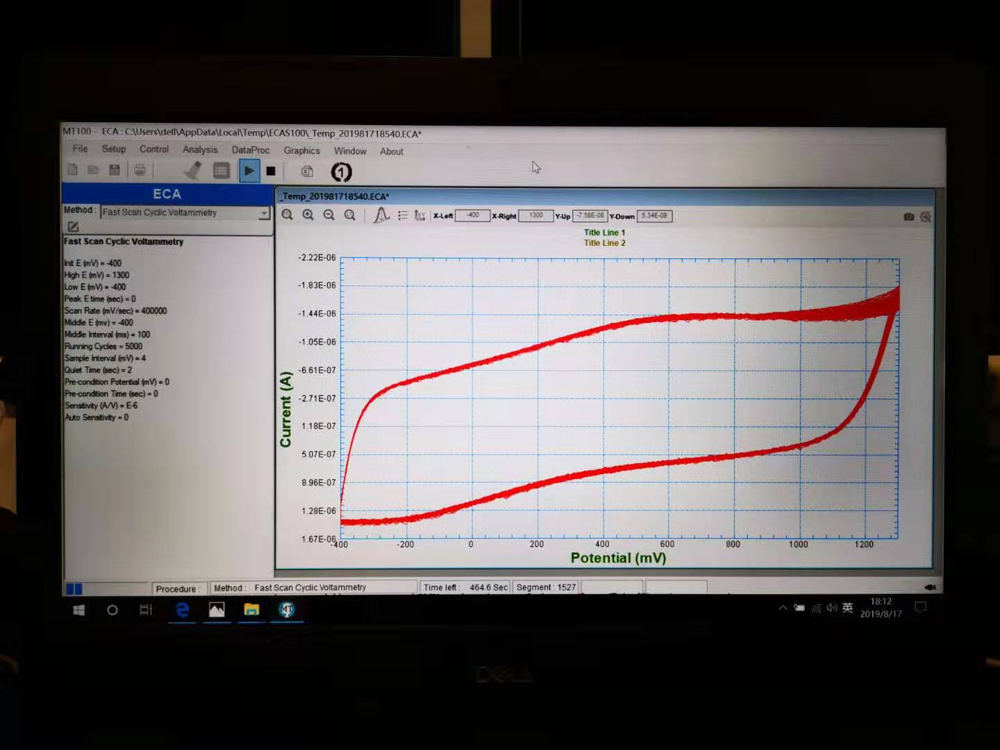 MT100 - ECA : C:\Users\dell\AppData\Local\Temp\ECAS100\_Temp_201981718540.ECA*
File Setup Control Analysis DataProc Graphics Window About
1
ECA
Method : Fast Scan Cyclic Voltammetry
Fast Scan Cyclic Voltammetry
Init E (mV) = -400
High E (mV) = 1300
Low E (mV) = -400
Peak E time (sec) = 0
Scan Rate (mV/sec) = 400000
Middle E (mv) = -400
Middle Interval (ms) = 100
Running Cycles = 5000
Sample Interval (mV) = 4
Quiet Time (sec) = 2
Pre-condition Potential (mV) = 0
Pre-condition Time (sec) = 0
Sensitivity (A/V) = E-6
Auto Sensitivity = 0
_Temp_201981718540.ECA*
X-Left -400 X-Right 1300 Y-Up -7.58E-08 Y-Down 5.34E-08
Title Line 1
Title Line 2
-2.22E-06
-1.83E-06
-1.44E-06
-1.05E-06
-6.61E-07
-2.71E-07
1.18E-07
5.07E-07
8.96E-07
1.28E-06
1.67E-06
Current (A)
-400 -200 0 200 400 600 800 1000 1200
Potential (mV)
Procedure : Method : Fast Scan Cyclic Voltammetry Time left : 464.6 Sec Segment : 1527
MT
英
18:12
2019/8/17
DELL